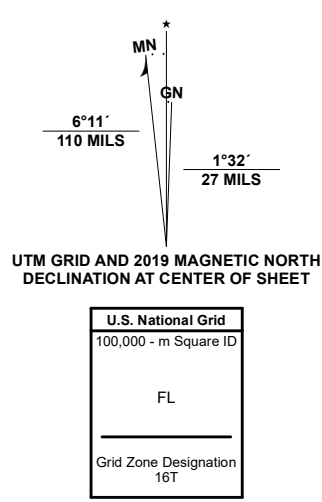 MN
GN
6°11´
110 MILS
1°32´
27 MILS
UTM GRID AND 2019 MAGNETIC NORTH
DECLINATION AT CENTER OF SHEET
U.S. National Grid
100,000 - m Square ID
FL
Grid Zone Designation
16T